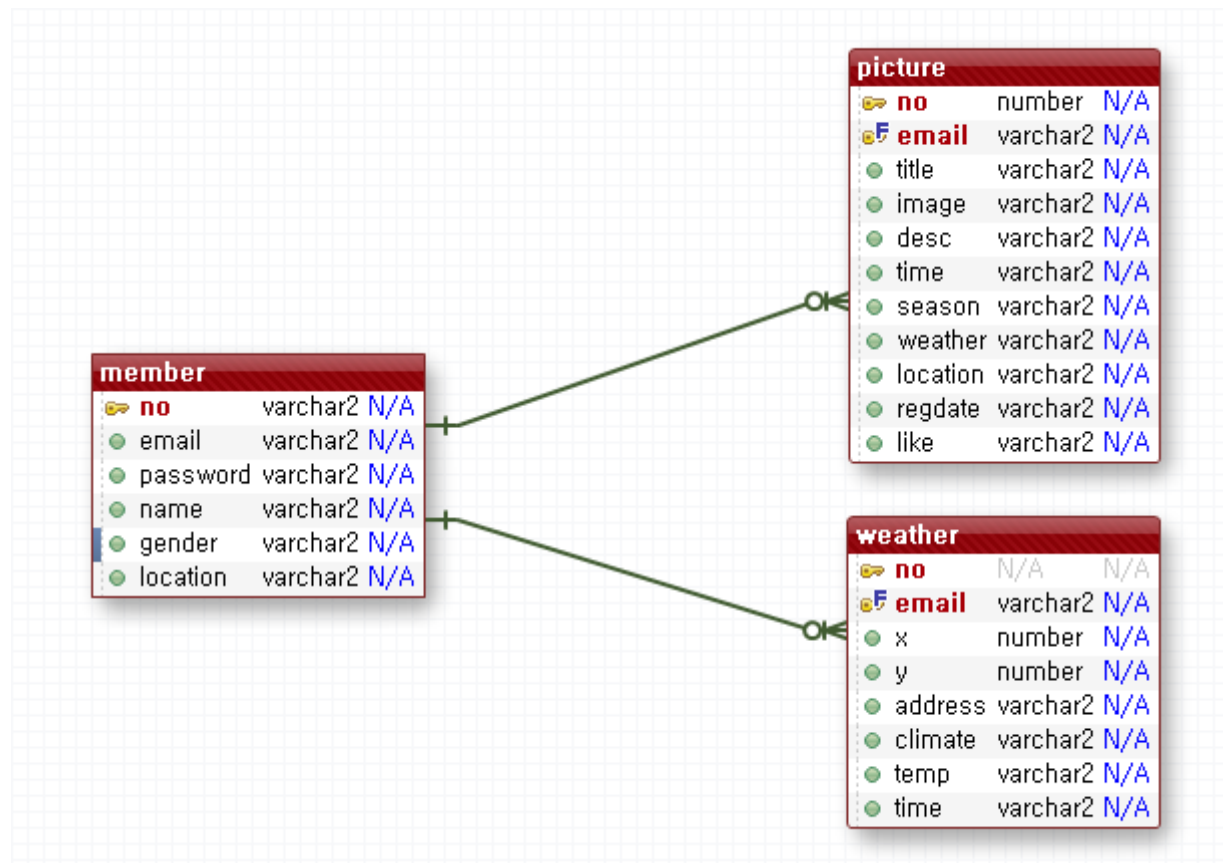 picture
no number N/A
F email varchar2 N/A
title varchar2 N/A
image varchar2 N/A
desc varchar2 N/A
time varchar2 N/A
season varchar2 N/A
weather varchar2 N/A
location varchar2 N/A
regdate varchar2 N/A
like varchar2 N/A
member
no varchar2 N/A
email varchar2 N/A
password varchar2 N/A
name varchar2 N/A
gender varchar2 N/A
location varchar2 N/A
weather
no N/A N/A
F email varchar2 N/A
x number N/A
y number N/A
address varchar2 N/A
climate varchar2 N/A
temp varchar2 N/A
time varchar2 N/A